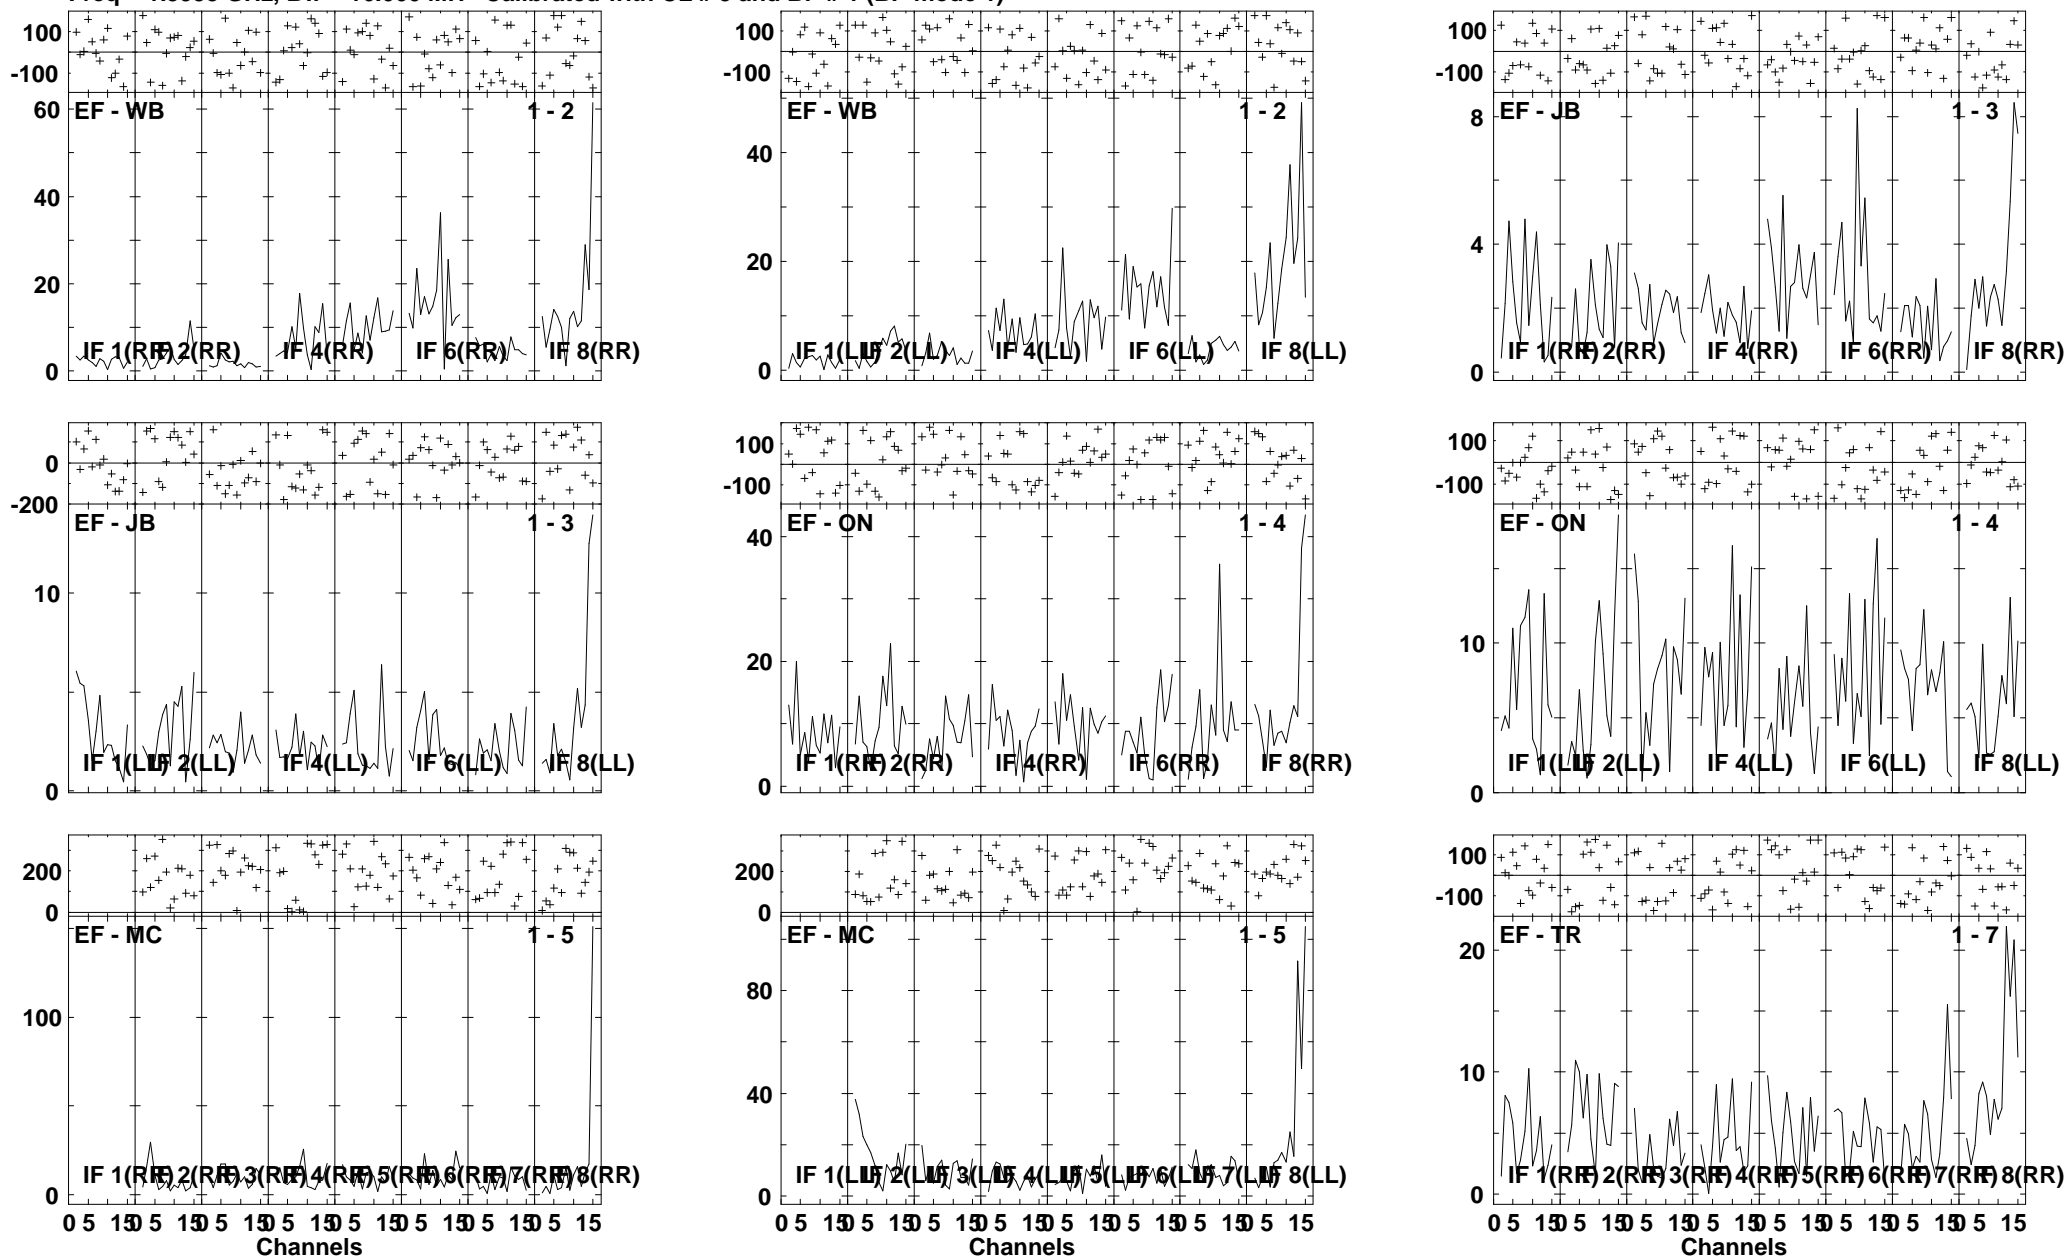 100
-100
60
40
20
0
EF - WB
1 - 2
IF 1(RR)
IF 2(RR)
IF 4(RR)
IF 6(RR)
IF 8(RR)
100
-100
40
20
0
EF - WB
1 - 2
IF 1(LL)
IF 2(LL)
IF 4(LL)
IF 6(LL)
IF 8(LL)
100
-100
8
4
0
EF - JB
1 - 3
IF 1(RR)
IF 2(RR)
IF 4(RR)
IF 6(RR)
IF 8(RR)
0
-200
10
0
EF - JB
1 - 3
IF 1(LL)
IF 2(LL)
IF 4(LL)
IF 6(LL)
IF 8(LL)
100
-100
40
20
0
EF - ON
1 - 4
IF 1(RR)
IF 2(RR)
IF 4(RR)
IF 6(RR)
IF 8(RR)
100
-100
10
0
EF - ON
1 - 4
IF 1(LL)
IF 2(LL)
IF 4(LL)
IF 6(LL)
IF 8(LL)
200
0
100
0
EF - MC
1 - 5
IF 1(RR)
IF 2(RR)
IF 3(RR)
IF 4(RR)
IF 5(RR)
IF 6(RR)
IF 7(RR)
IF 8(RR)
0 5 15
0 5 15
0 5 15
0 5 15
0 5 15
0 5 15
0 5 15
0 5 15
Channels
200
0
80
40
0
EF - MC
1 - 5
IF 1(LL)
IF 2(LL)
IF 3(LL)
IF 4(LL)
IF 5(LL)
IF 6(LL)
IF 7(LL)
IF 8(LL)
0 5 15
0 5 15
0 5 15
0 5 15
0 5 15
0 5 15
0 5 15
0 5 15
Channels
100
-100
20
10
0
EF - TR
1 - 7
IF 1(RR)
IF 2(RR)
IF 3(RR)
IF 4(RR)
IF 5(RR)
IF 6(RR)
IF 7(RR)
IF 8(RR)
0 5 15
0 5 15
0 5 15
0 5 15
0 5 15
0 5 15
0 5 15
0 5 15
Channels